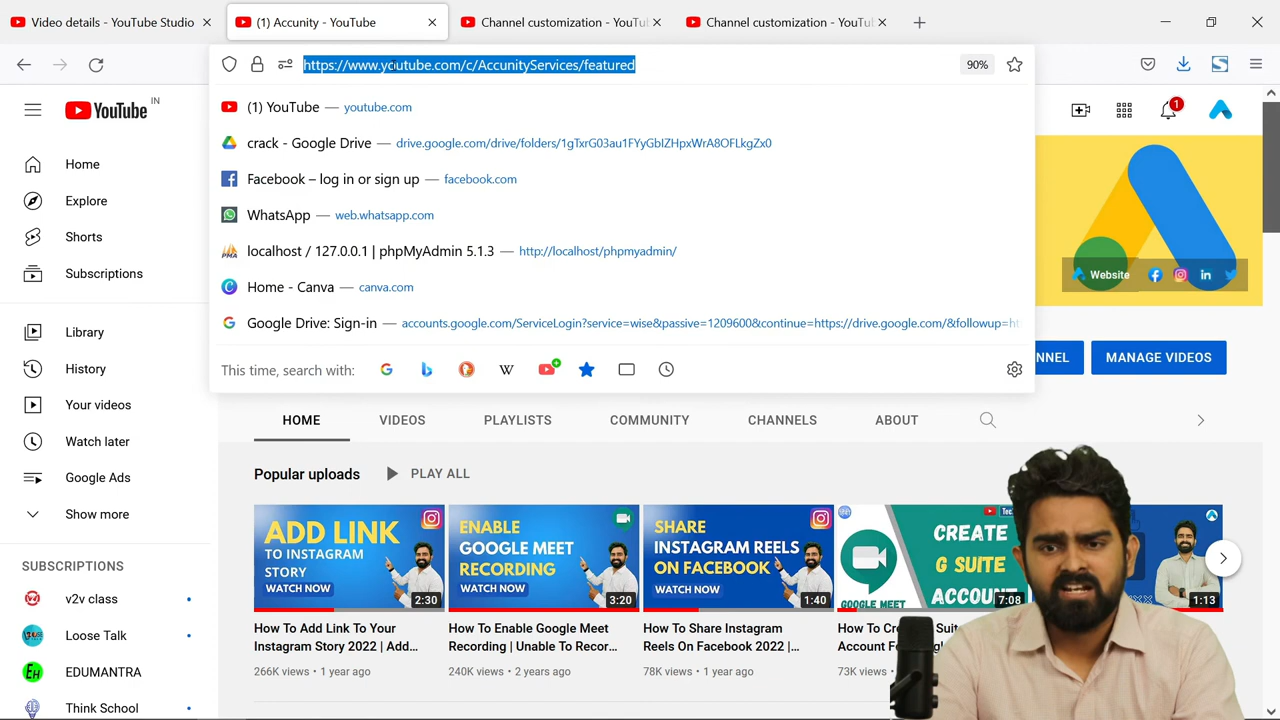 Video details - YouTube Studio
(1) Accunity - YouTube
Channel customization - YouTu
Channel customization - YouTub
https://www.youtube.com/c/AccunityServices/featured
90%
(1) YouTube — youtube.com
crack - Google Drive — drive.google.com/drive/folders/1gTxrG03au1FYyGbIZHpxWrA8OFLkgZx0
Facebook – log in or sign up — facebook.com
WhatsApp — web.whatsapp.com
localhost / 127.0.0.1 | phpMyAdmin 5.1.3 — http://localhost/phpmyadmin/
Home - Canva — canva.com
Google Drive: Sign-in — accounts.google.com/ServiceLogin?service=wise&passive=1209600&continue=https://drive.google.com/&followup=ht
This time, search with:
YouTube IN
1
Home
Explore
Shorts
Subscriptions
Library
History
Your videos
Watch later
Google Ads
Show more
SUBSCRIPTIONS
v2v class
Loose Talk
EDUMANTRA
Think School
Website
NNEL
MANAGE VIDEOS
HOME
VIDEOS
PLAYLISTS
COMMUNITY
CHANNELS
ABOUT
Popular uploads
PLAY ALL
ADD LINK
TO INSTAGRAM
STORY
WATCH NOW
2:30
ENABLE
GOOGLE MEET
RECORDING
WATCH NOW
3:20
SHARE
INSTAGRAM REELS
ON FACEBOOK
WATCH NOW
1:40
CREATE
G SUITE
ACCOUNT
GOOGLE MEET
7:08
1:13
How To Add Link To Your
Instagram Story 2022 | Add...
266K views • 1 year ago
How To Enable Google Meet
Recording | Unable To Recor...
240K views • 2 years ago
How To Share Instagram
Reels On Facebook 2022 |...
78K views • 1 year ago
How To Cre Suit
Account F
73K views •